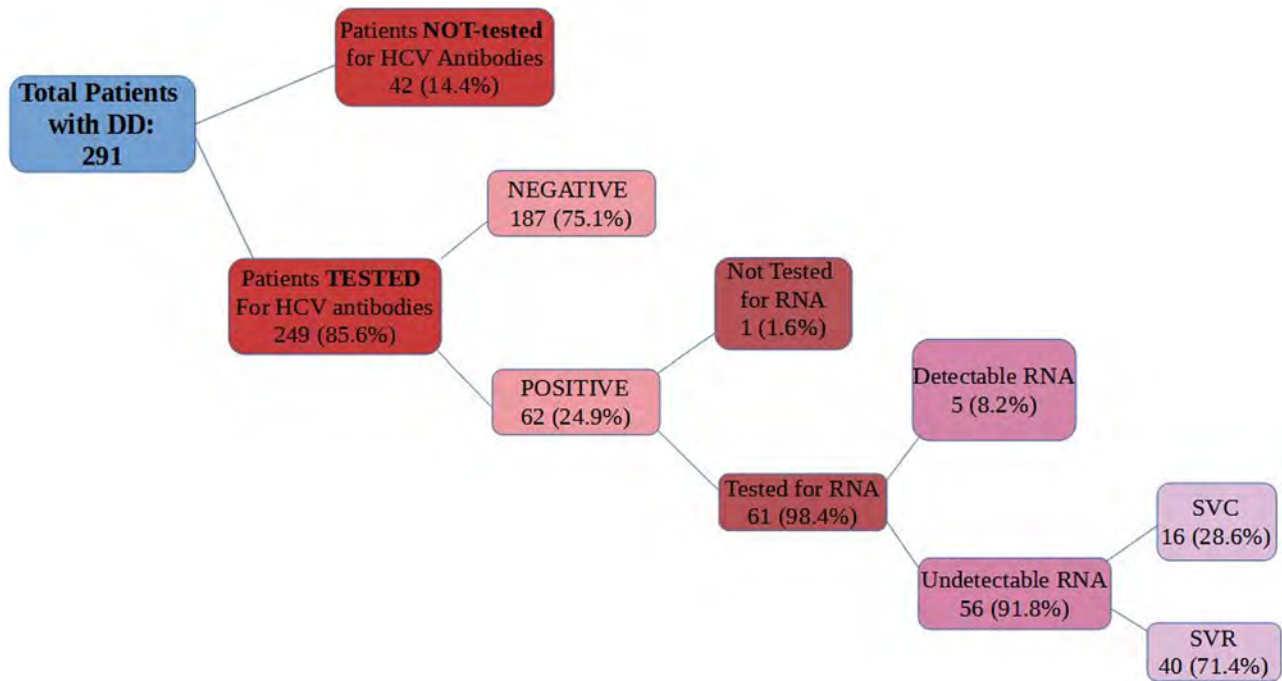 Patients NOT-tested
for HCV Antibodies
42 (14.4%)
Total Patients
with DD:
291
NEGATIVE
187 (75.1%)
Patients TESTED
For HCV antibodies
249 (85.6%)
Not Tested
for RNA
1 (1.6%)
POSITIVE
62 (24.9%)
Detectable RNA
5 (8.2%)
Tested for RNA
61 (98.4%)
SVC
16 (28.6%)
Undetectable RNA
56 (91.8%)
SVR
40 (71.4%)